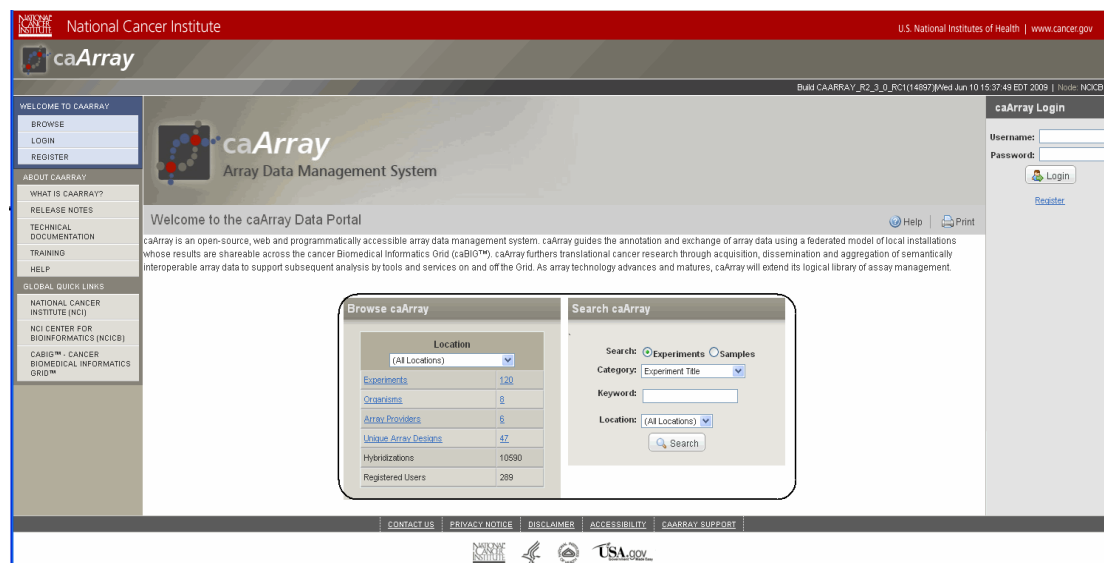 NATIONAL CANCER INSTITUTE
National Cancer Institute
U.S. National Institutes of Health | www.cancer.gov
caArray
Build CAARRAY_R2_3_0_RC1(14897)|Wed Jun 10 15:37:49 EDT 2009 | Node: NCICB
WELCOME TO CAARRAY
BROWSE
LOGIN
REGISTER
ABOUT CAARRAY
WHAT IS CAARRAY?
RELEASE NOTES
TECHNICAL
DOCUMENTATION
TRAINING
HELP
GLOBAL QUICK LINKS
NATIONAL CANCER
INSTITUTE (NCI)
NCI CENTER FOR
BIOINFORMATICS (NCICB)
CABIG™ - CANCER
BIOMEDICAL INFORMATICS
GRID™
caArray
Array Data Management System
Welcome to the caArray Data Portal
Help
Print
caArray is an open-source, web and programmatically accessible array data management system. caArray guides the annotation and exchange of array data using a federated model of local installations
whose results are shareable across the cancer Biomedical Informatics Grid (caBIG™). caArray furthers translational cancer research through acquisition, dissemination and aggregation of semantically
interoperable array data to support subsequent analysis by tools and services on and off the Grid. As array technology advances and matures, caArray will extend its logical library of assay management.
Browse caArray
Location
(All Locations)
Experiments 120
Organisms 8
Array Providers 6
Unique Array Designs 47
Hybridizations 10590
Registered Users 289
Search caArray
Search: Experiments Samples
Category: Experiment Title
Keyword:
Location: (All Locations)
Search
caArray Login
Username:
Password:
Login
Register
CONTACT US PRIVACY NOTICE DISCLAIMER ACCESSIBILITY CAARRAY SUPPORT
NATIONAL CANCER INSTITUTE
USA.gov